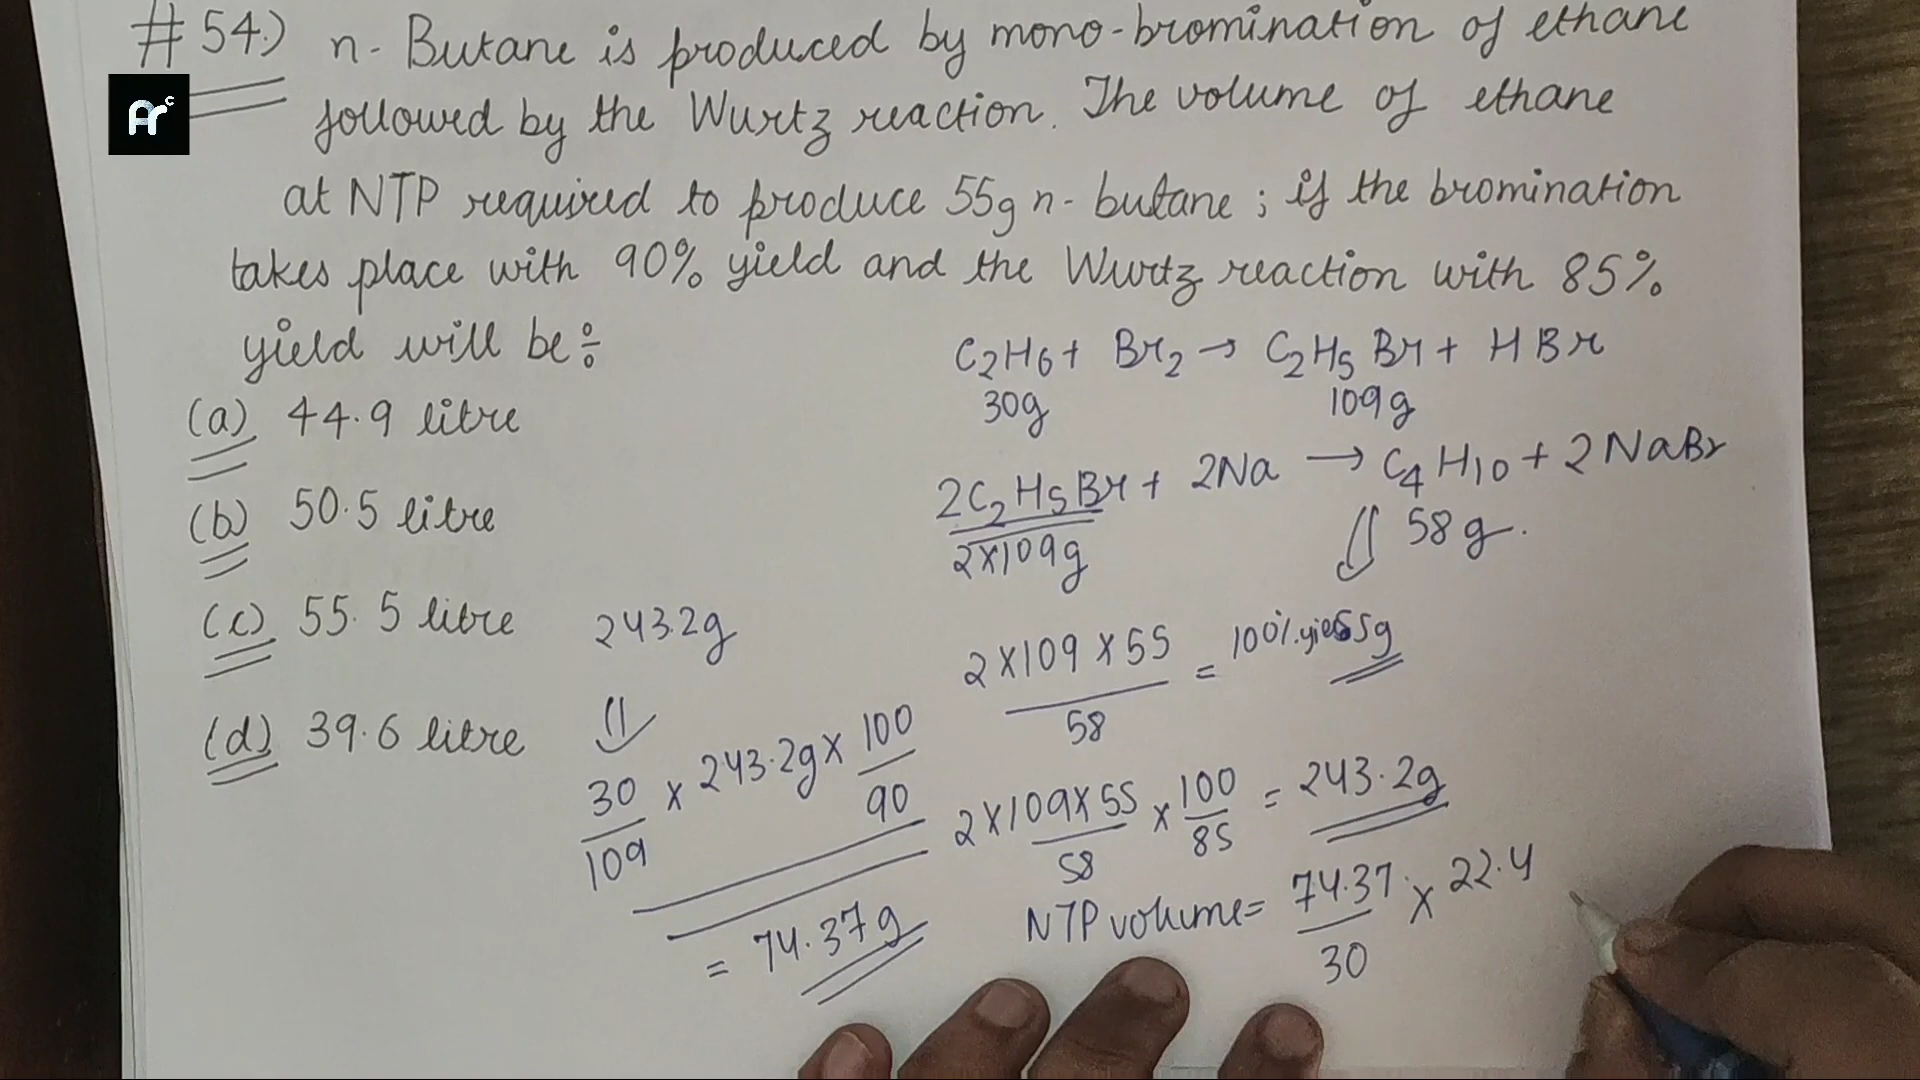 #54.) n-Butane is produced by mono-bromination of ethane
Ar c
followed by the Wurtz reaction. The volume of ethane
at NTP required to produce 55g n-butane ; if the bromination
takes place with 90% yield and the Wurtz reaction with 85%
yield will be :
(a) 44.9 litre
(b) 50.5 litre
(c) 55.5 litre
(d) 39.6 litre
C2H6 + Br2 → C2H5Br + HBr
30g 109g
2C2H5Br + 2Na → C4H10 + 2NaBr
2×109g ⇓ 58g.
2×109×55 / 58 = 100% 55g
2×109×55 / 58 × 100 / 85 = 243.2g
243.2g
⇓
30 / 109 × 243.2g × 100 / 90
= 74.37g
NTP volume = 74.37 / 30 × 22.4